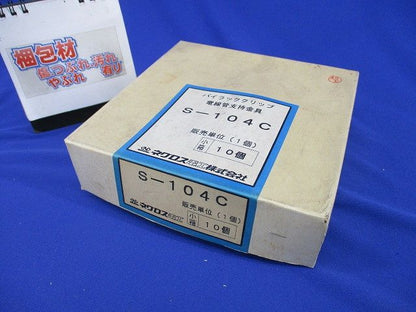 梱包材
傷つぶれ汚れ
やぶれ 有り
パイラッククリップ
電線管支持金具
S-104C
販売単位(1個)
小箱 10個
ネグロス電工株式会社
S-104C
販売単位(1個)
小箱 10個
ネグロス電工株式会社